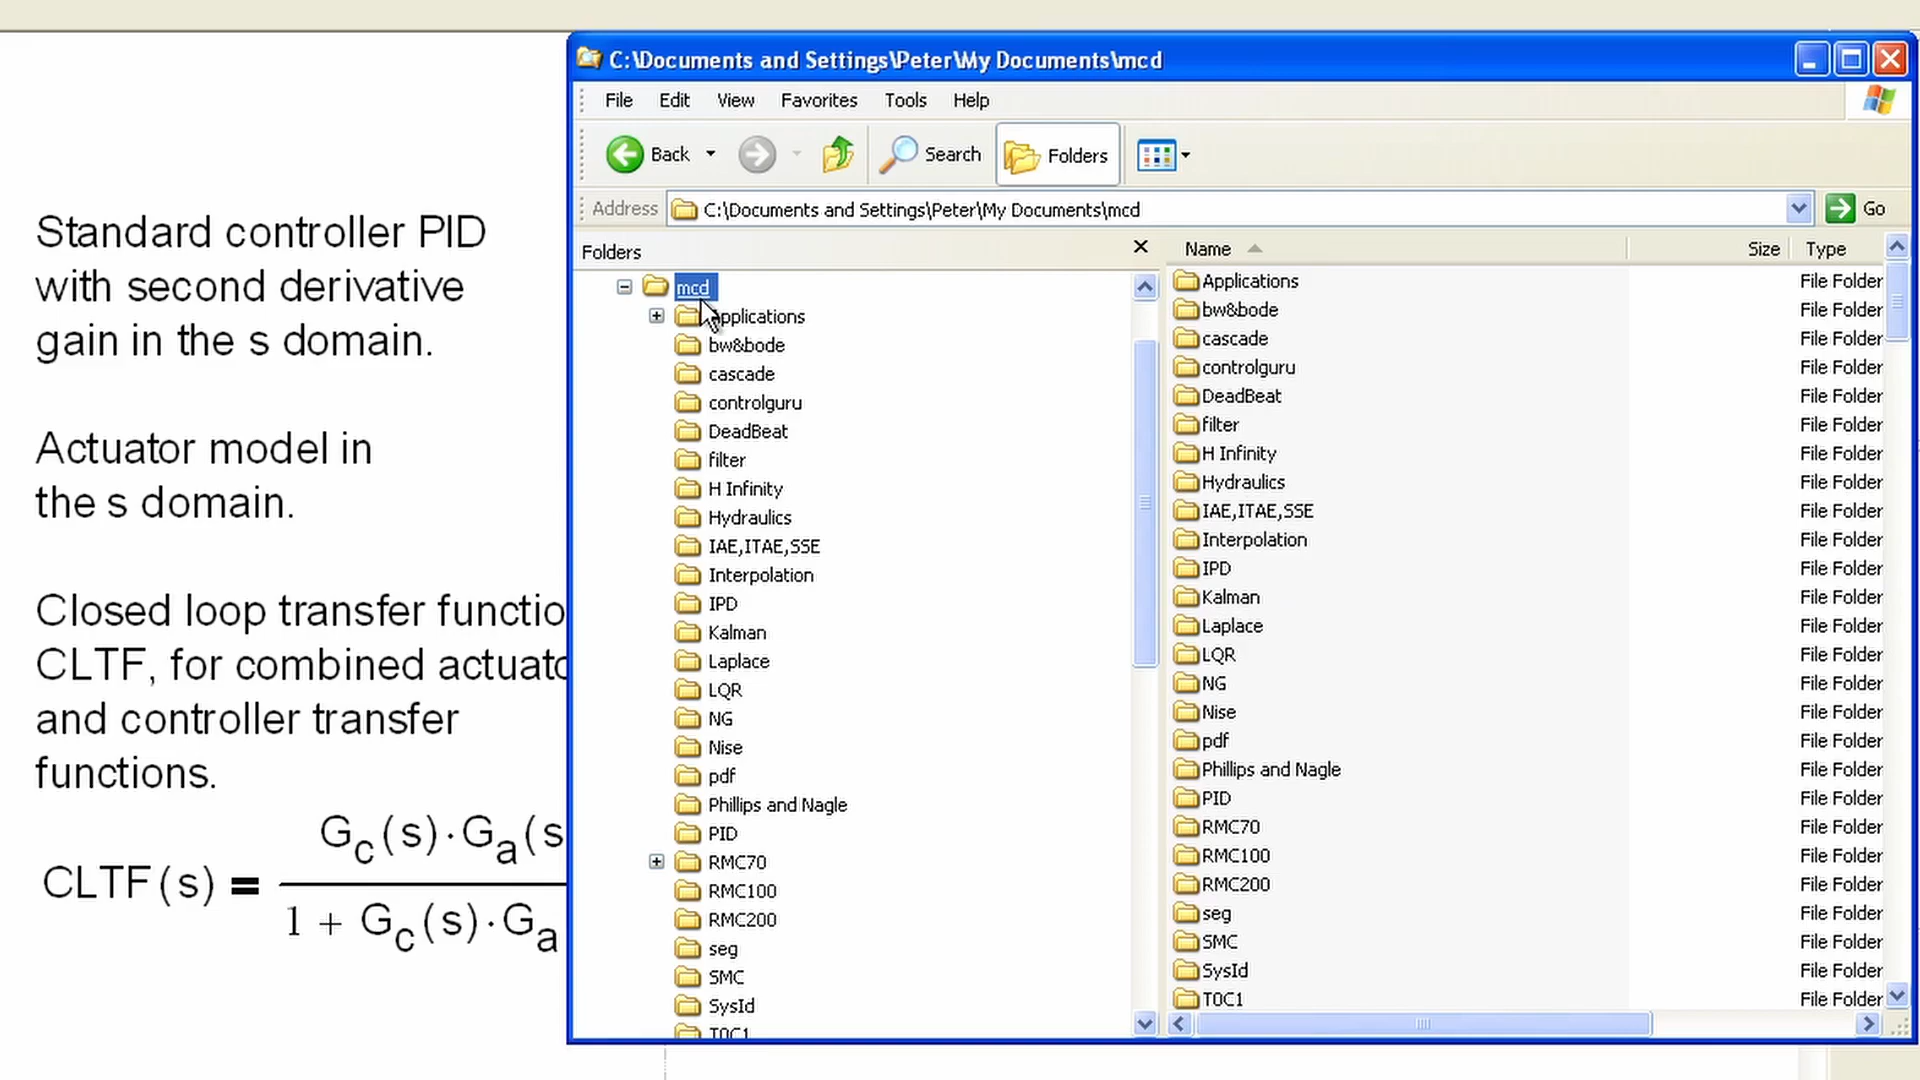 Standard controller PID
with second derivative
gain in the s domain.
Actuator model in
the s domain.
Closed loop transfer functio
CLTF, for combined actuato
and controller transfer
functions.
CLTF(s) = Gc(s)·Ga(s
1 + Gc(s)·Ga
C:\Documents and Settings\Peter\My Documents\mcd
File Edit View Favorites Tools Help
Back Search Folders
Address C:\Documents and Settings\Peter\My Documents\mcd Go
Folders
mcd
Applications
bw&bode
cascade
controlguru
DeadBeat
filter
H Infinity
Hydraulics
IAE,ITAE,SSE
Interpolation
IPD
Kalman
Laplace
LQR
NG
Nise
pdf
Phillips and Nagle
PID
RMC70
RMC100
RMC200
seg
SMC
SysId
T0C1
Name Size Type
Applications File Folder
bw&bode File Folder
cascade File Folder
controlguru File Folder
DeadBeat File Folder
filter File Folder
H Infinity File Folder
Hydraulics File Folder
IAE,ITAE,SSE File Folder
Interpolation File Folder
IPD File Folder
Kalman File Folder
Laplace File Folder
LQR File Folder
NG File Folder
Nise File Folder
pdf File Folder
Phillips and Nagle File Folder
PID File Folder
RMC70 File Folder
RMC100 File Folder
RMC200 File Folder
seg File Folder
SMC File Folder
SysId File Folder
T0C1 File Folder